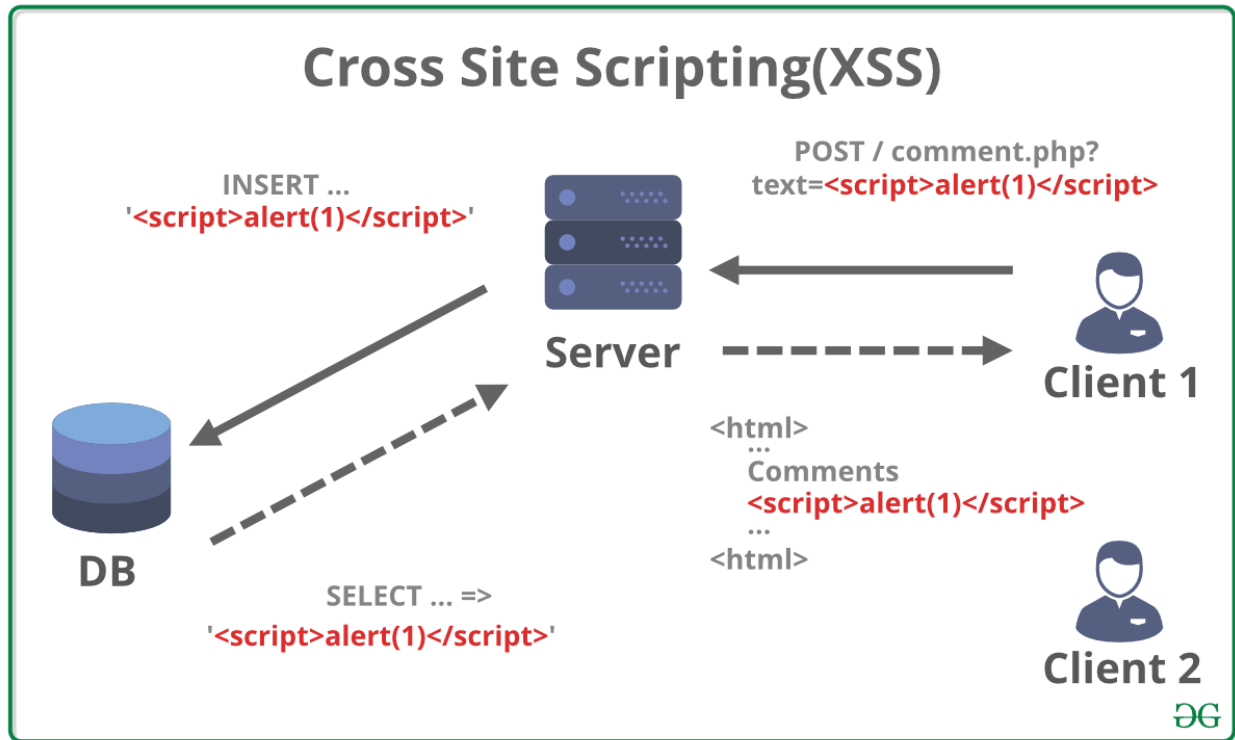 Cross Site Scripting(XSS)
POST / comment.php?
text=<script>alert(1)</script>
INSERT ...
'<script>alert(1)</script>'
Server
Client 1
<html>
...
Comments
<script>alert(1)</script>
...
<html>
DB
SELECT ... =>
'<script>alert(1)</script>'
Client 2